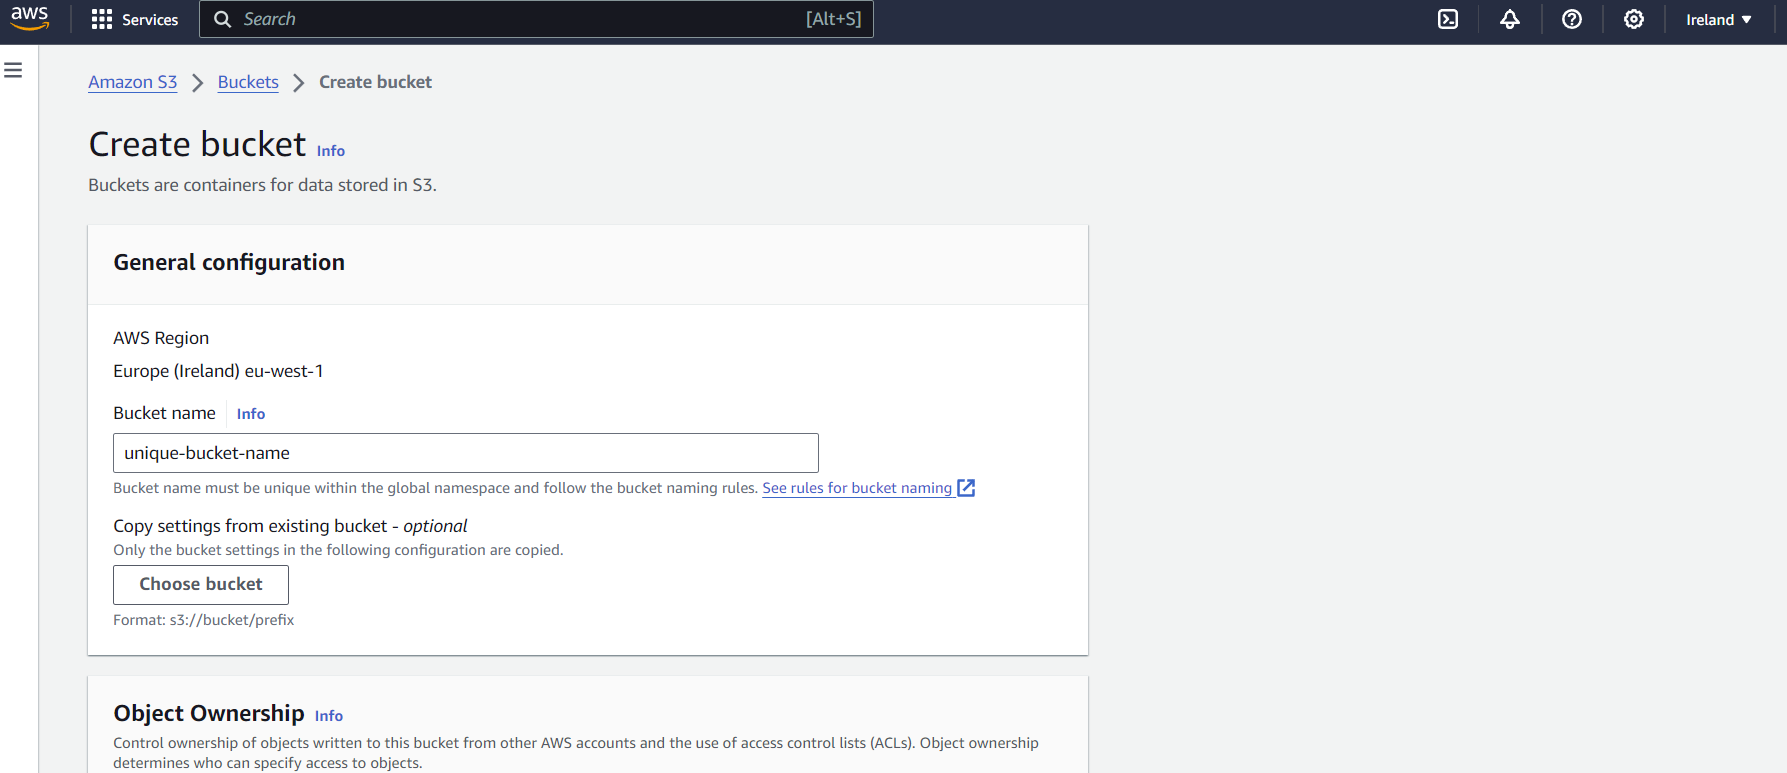 aws Services Search [Alt+S] Ireland ▼
Amazon S3 > Buckets > Create bucket
Create bucket Info
Buckets are containers for data stored in S3.
General configuration
AWS Region
Europe (Ireland) eu-west-1
Bucket name Info
unique-bucket-name
Bucket name must be unique within the global namespace and follow the bucket naming rules. See rules for bucket naming
Copy settings from existing bucket - optional
Only the bucket settings in the following configuration are copied.
Choose bucket
Format: s3://bucket/prefix
Object Ownership Info
Control ownership of objects written to this bucket from other AWS accounts and the use of access control lists (ACLs). Object ownership
determines who can specify access to objects.